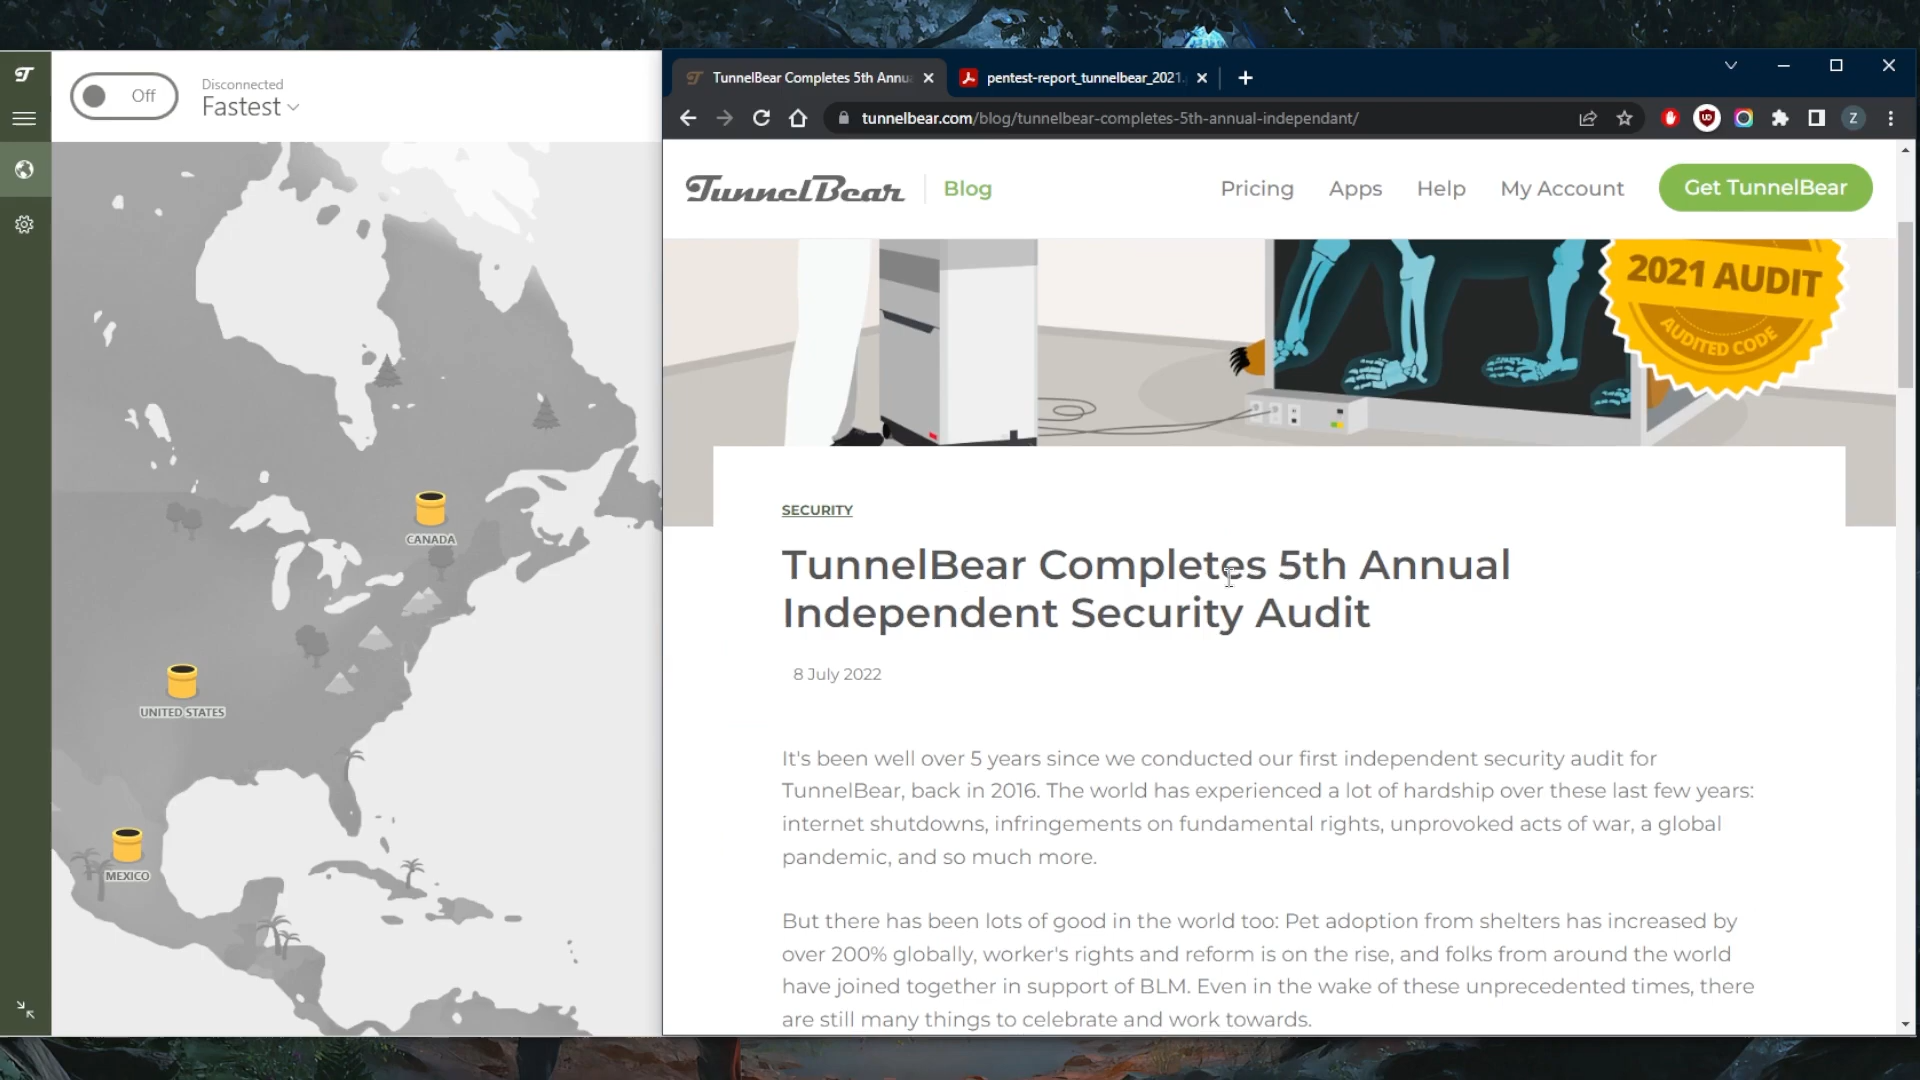 Off
Disconnected
Fastest
CANADA
UNITED STATES
MEXICO
TunnelBear Completes 5th Annu
pentest-report_tunnelbear_2021.
tunnelbear.com/blog/tunnelbear-completes-5th-annual-independant/
Z
TunnelBear
Blog
Pricing
Apps
Help
My Account
Get TunnelBear
2021 AUDIT
AUDITED CODE
SECURITY
TunnelBear Completes 5th Annual
Independent Security Audit
8 July 2022
It's been well over 5 years since we conducted our first independent security audit for
TunnelBear, back in 2016. The world has experienced a lot of hardship over these last few years:
internet shutdowns, infringements on fundamental rights, unprovoked acts of war, a global
pandemic, and so much more.
But there has been lots of good in the world too: Pet adoption from shelters has increased by
over 200% globally, worker's rights and reform is on the rise, and folks from around the world
have joined together in support of BLM. Even in the wake of these unprecedented times, there
are still many things to celebrate and work towards.